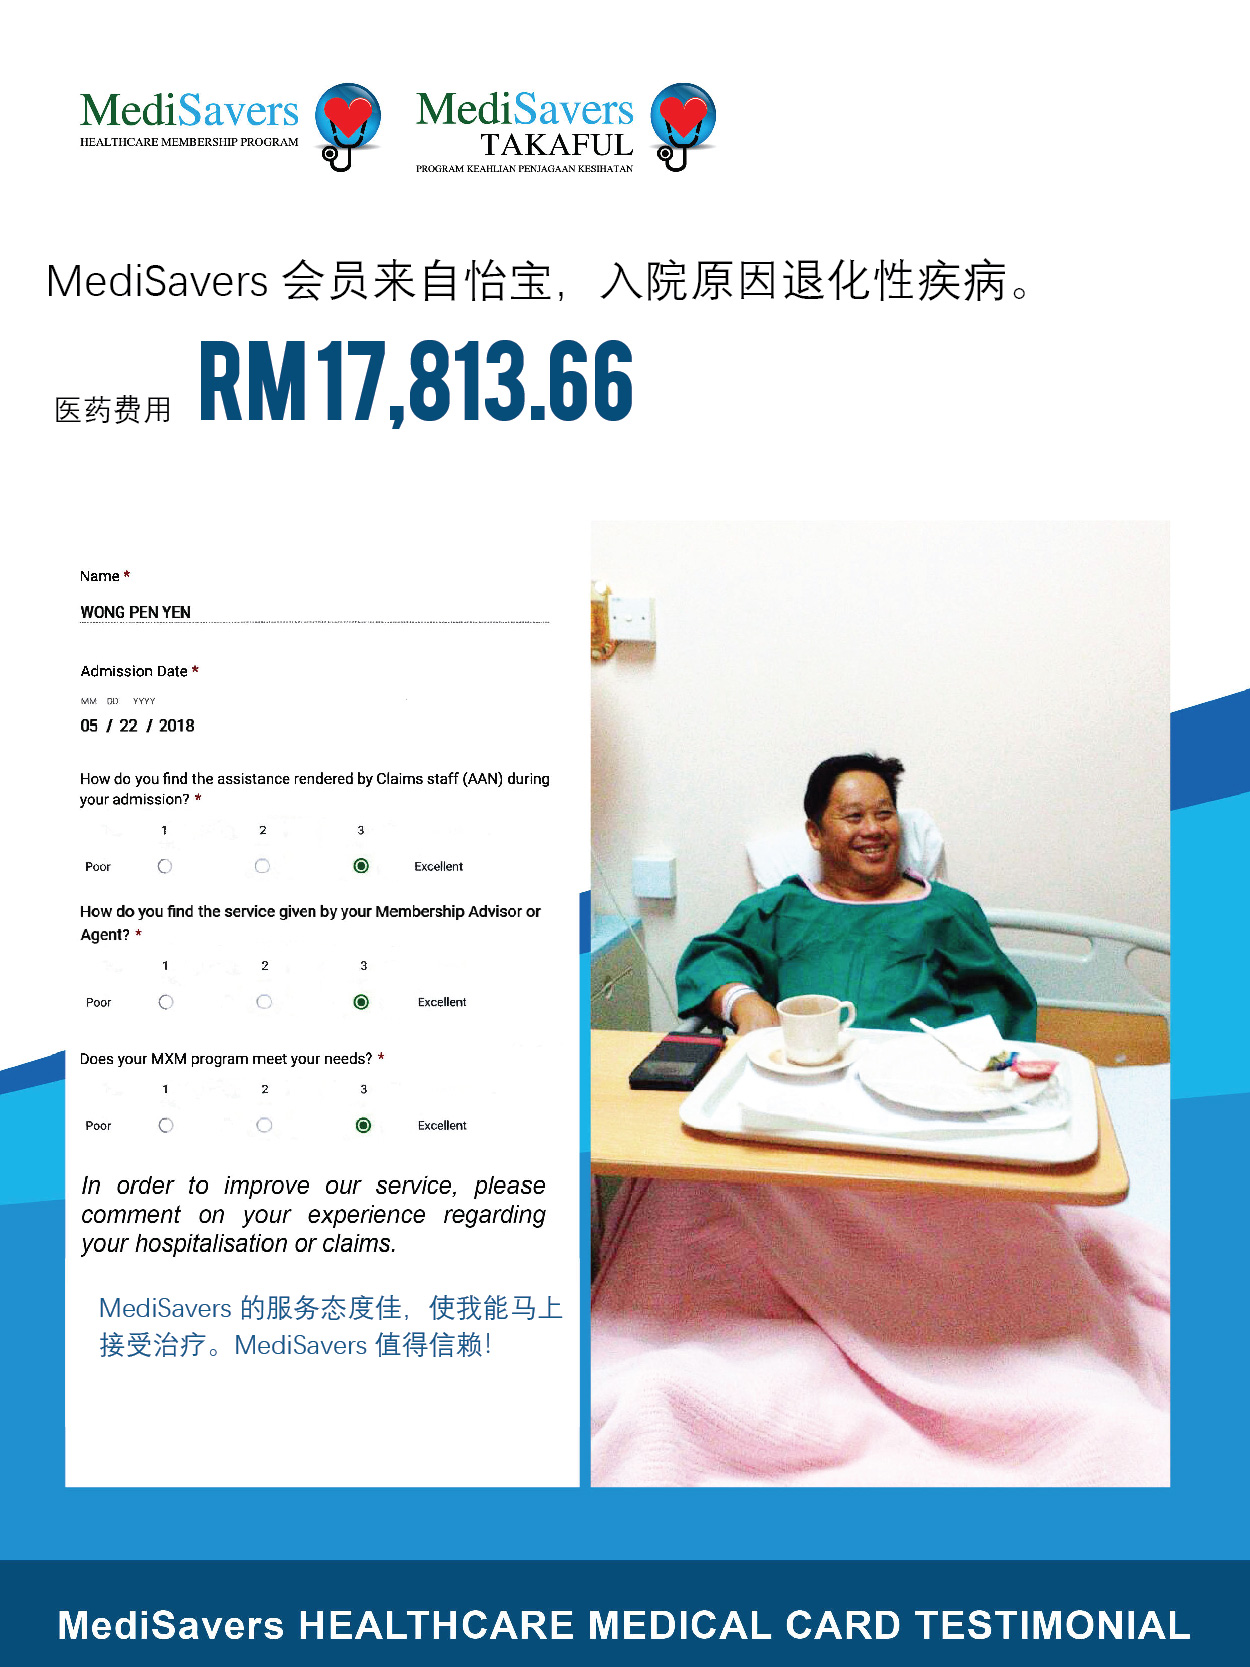 MediSavers
HEALTHCARE MEMBERSHIP PROGRAM
MediSavers
TAKAFUL
PROGRAM KEAHLIAN PENJAGAAN KESIHATAN
MediSavers 会员来自怡宝，入院原因退化性疾病。
医药费用 RM17,813.66
Name *
WONG PEN YEN
Admission Date *
MM DD YYYY
05 / 22 / 2018
How do you find the assistance rendered by Claims staff (AAN) during
your admission? *
1 2 3
Poor Excellent
How do you find the service given by your Membership Advisor or
Agent? *
1 2 3
Poor Excellent
Does your MXM program meet your needs? *
1 2 3
Poor Excellent
In order to improve our service, please
comment on your experience regarding
your hospitalisation or claims.
MediSavers 的服务态度佳，使我能马上
接受治疗。MediSavers 值得信赖！
MediSavers HEALTHCARE MEDICAL CARD TESTIMONIAL